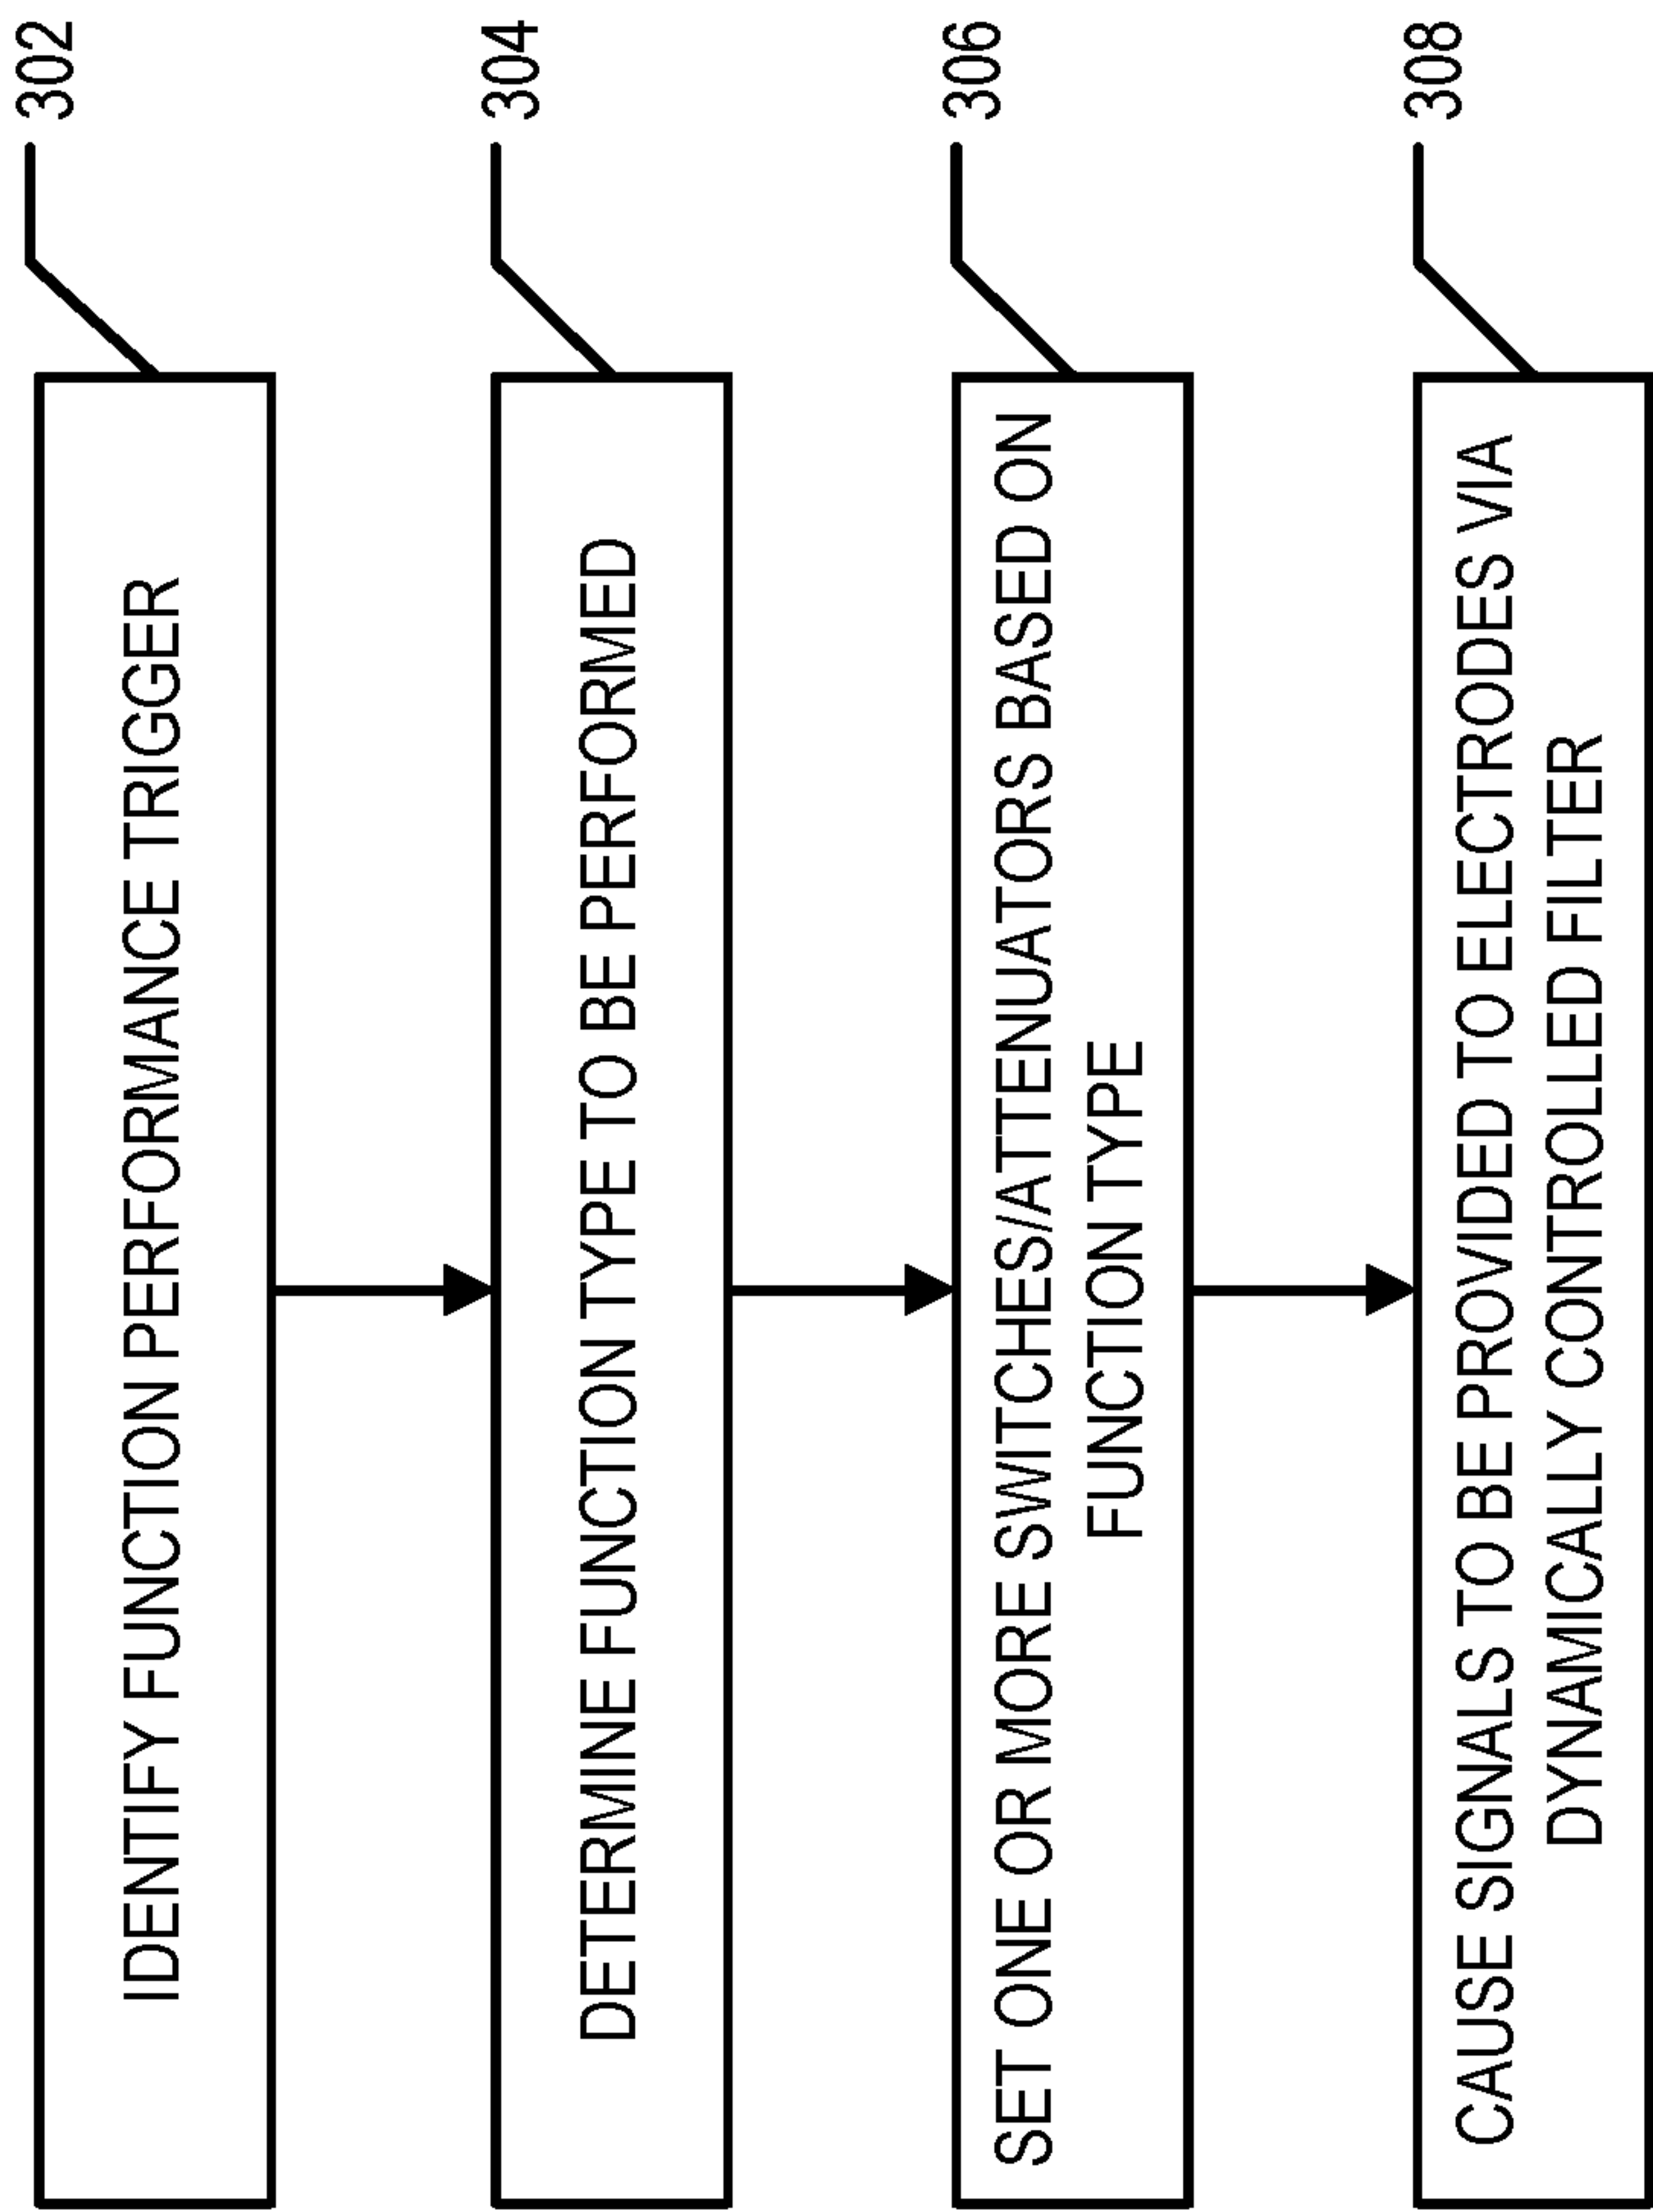 302
IDENTIFY FUNCTION PERFORMANCE TRIGGER
304
DETERMINE FUNCTION TYPE TO BE PERFORMED
306
SET ONE OR MORE SWITCHES/ATTENUATORS BASED ON
FUNCTION TYPE
308
CAUSE SIGNALS TO BE PROVIDED TO ELECTRODES VIA
DYNAMICALLY CONTROLLED FILTER